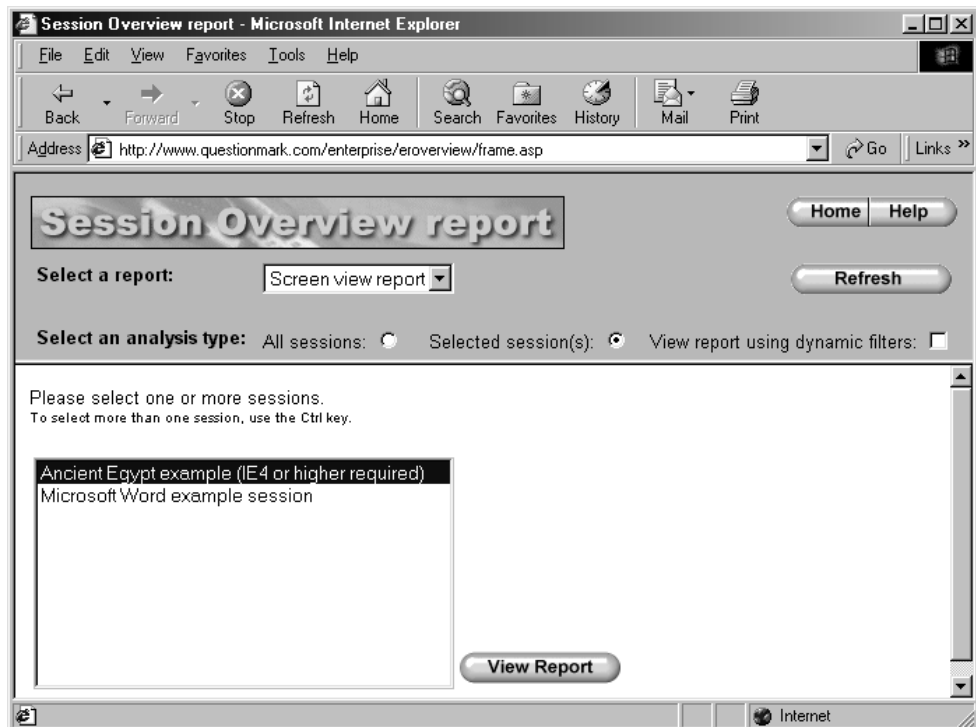 Session Overview report - Microsoft Internet Explorer
File Edit View Favorites Tools Help
Back Forward Stop Refresh Home Search Favorites History Mail Print
Address http://www.questionmark.com/enterprise/eroverview/frame.asp Go Links »
Session Overview report
Home Help
Select a report: Screen view report
Refresh
Select an analysis type: All sessions: Selected session(s): View report using dynamic filters:
Please select one or more sessions.
To select more than one session, use the Ctrl key.
Ancient Egypt example (IE4 or higher required)
Microsoft Word example session
View Report
Internet